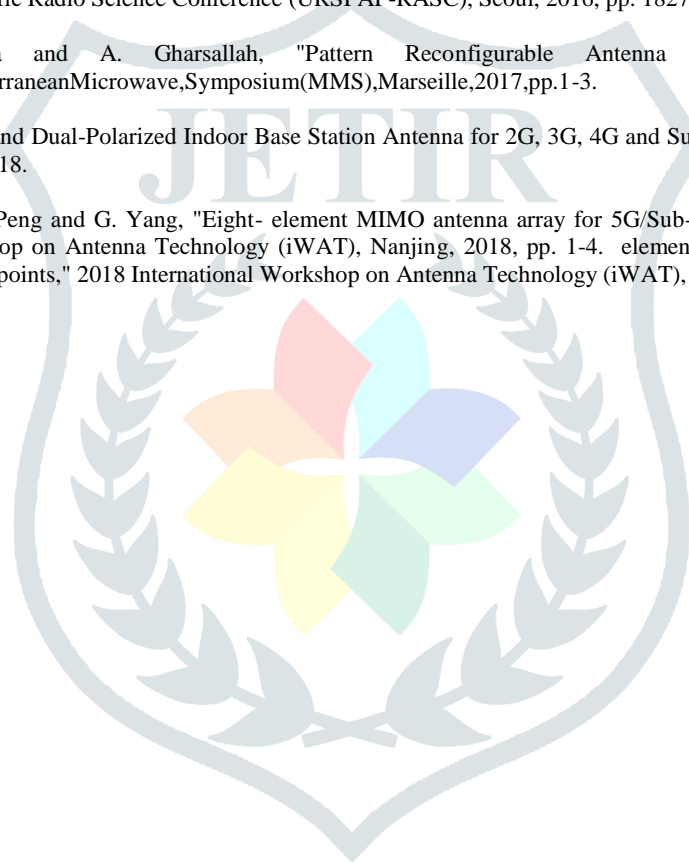 Radio Science Conference (URSI AP-RASC), Seoul, 2016, pp. 1827
and A. Gharsallah, "Pattern Reconfigurable Antenna
rraneanMicrowave,Symposium(MMS),Marseille,2017,pp.1-3.
nd Dual-Polarized Indoor Base Station Antenna for 2G, 3G, 4G and Su
18.
JETIR
Peng and G. Yang, "Eight- element MIMO antenna array for 5G/Sub-
op on Antenna Technology (iWAT), Nanjing, 2018, pp. 1-4. elemen
points," 2018 International Workshop on Antenna Technology (iWAT),